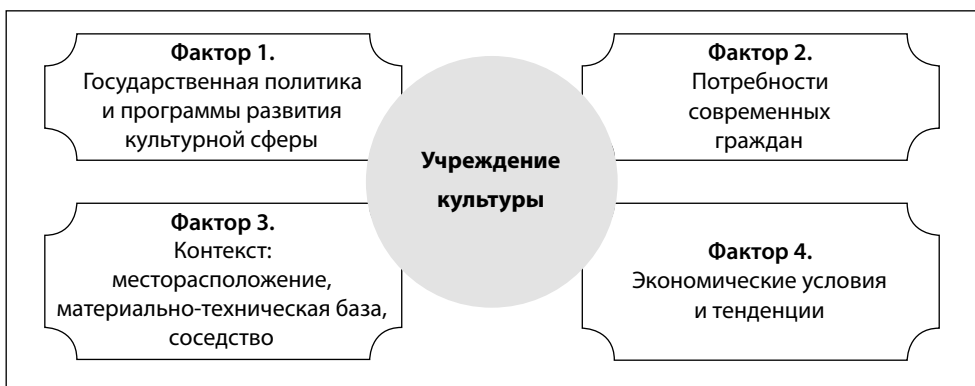 Фактор 1.
Государственная политика
и программы развития
культурной сферы
Фактор 2.
Потребности
современных
граждан
Учреждение
культуры
Фактор 3.
Контекст:
месторасположение,
материально-техническая база,
соседство
Фактор 4.
Экономические условия
и тенденции